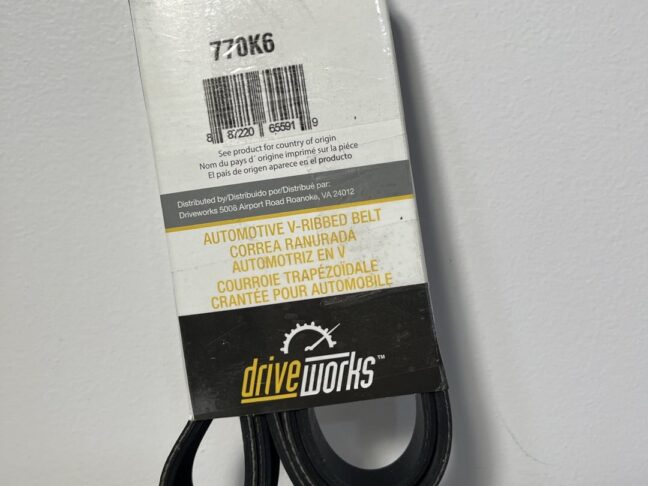 770K6
8 87220 65591 9
See product for country of origin
Nom du pays d´ origine imprimé sur la pièce
El país de origen aparece en el producto
Distributed by/Distribuido por/Distribué par:
Driveworks 5008 Airport Road Roanoke, VA 24012
AUTOMOTIVE V-RIBBED BELT
CORREA RANURADA
AUTOMOTRIZ EN V
COURROIE TRAPÉZOÏDALE
CRANTÉE POUR AUTOMOBILE
driveworks™